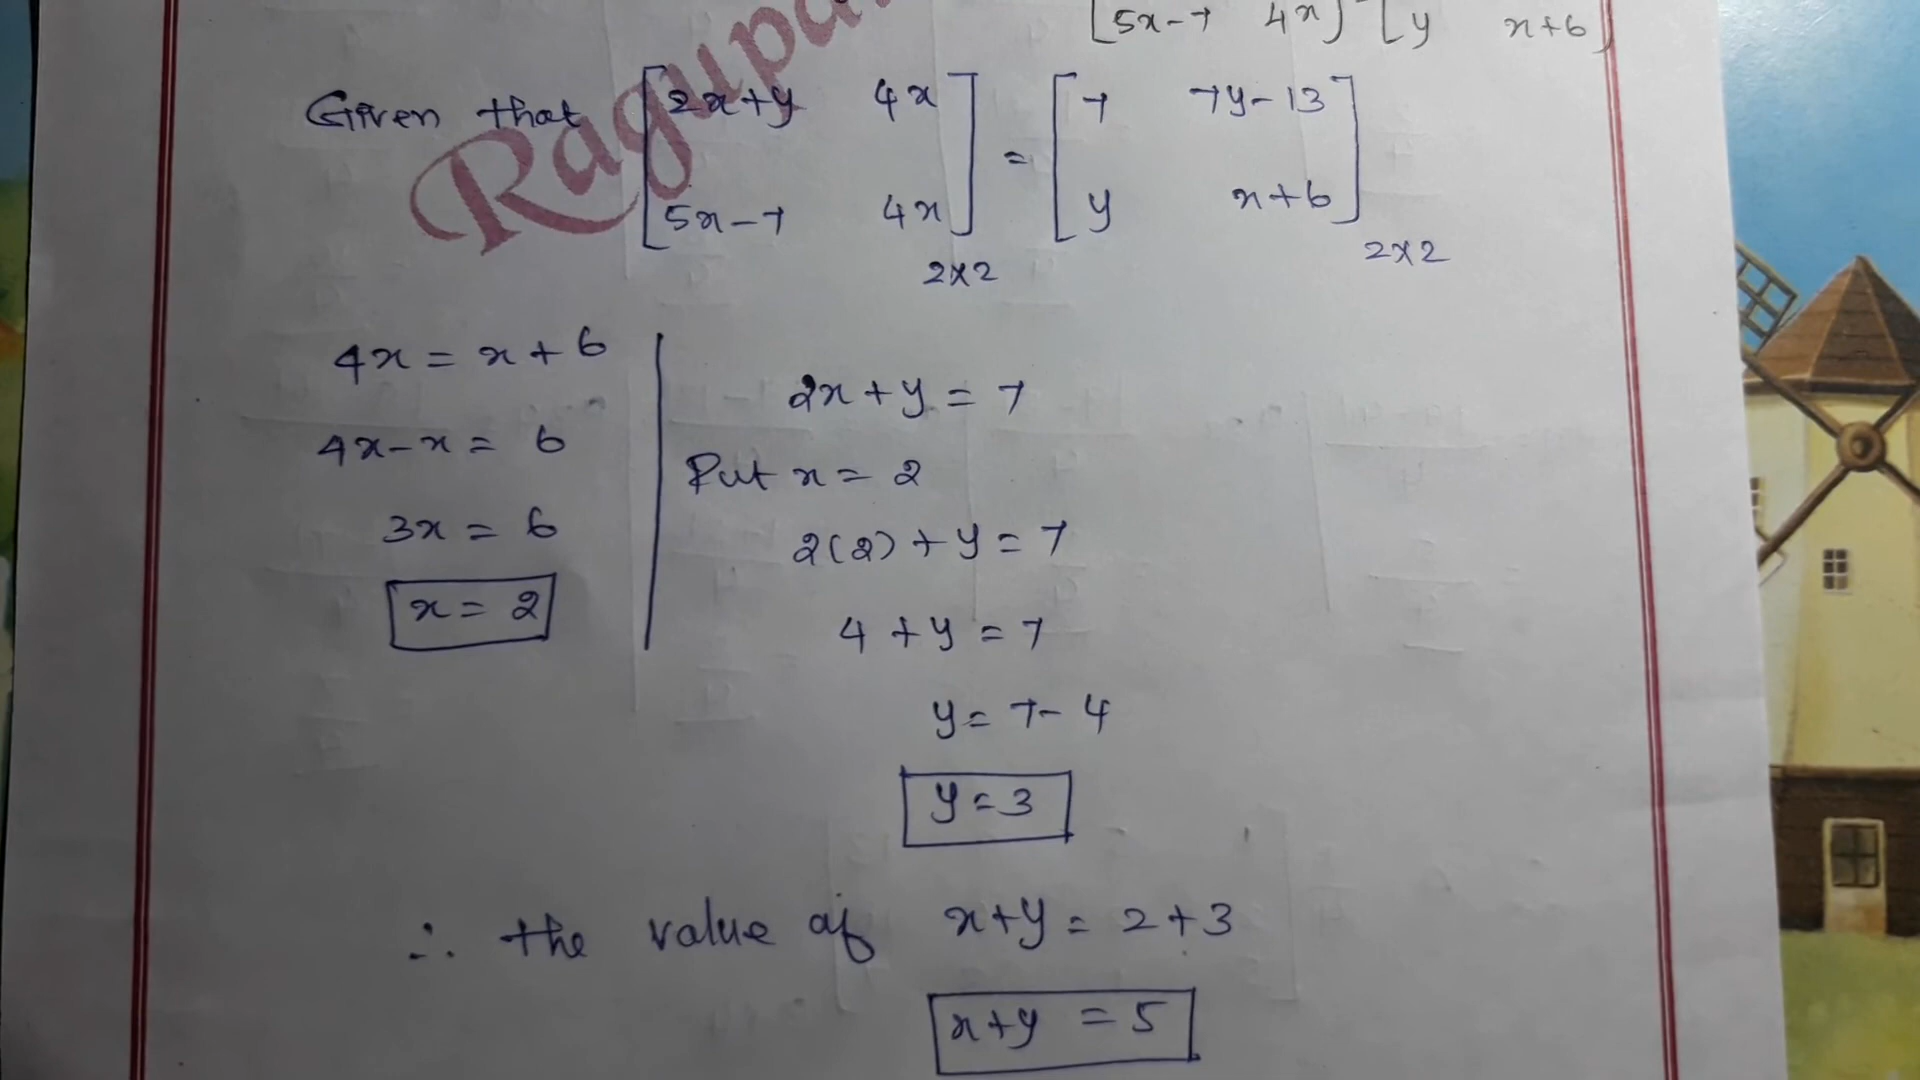 [5x-7 4x] [y x+6]
Given that [2x+y 4x] = [7 7y-13]
[5x-7 4x] 2x2 [y x+6] 2x2
4x = x + 6
4x-x = 6
3x = 6
x = 2
2x + y = 7
Put x = 2
2(2) + y = 7
4 + y = 7
y = 7- 4
y = 3
∴ the value of x+y = 2+3
x+y = 5